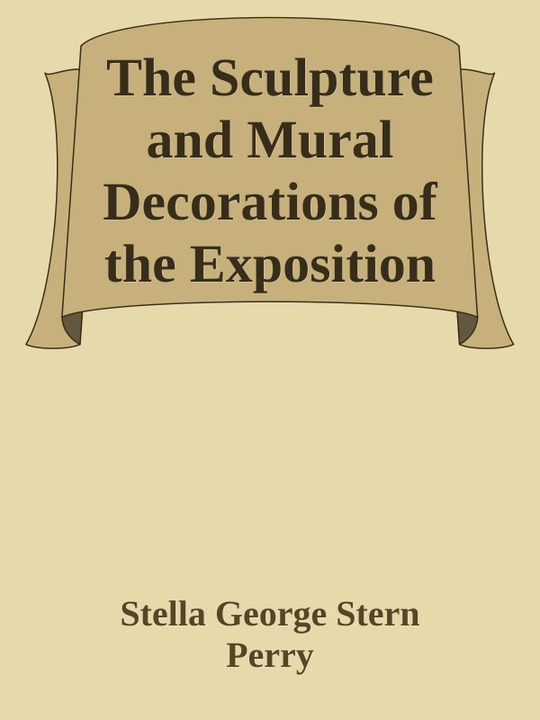 The Sculpture
and Mural
Decorations of
the Exposition
Stella George Stern
Perry